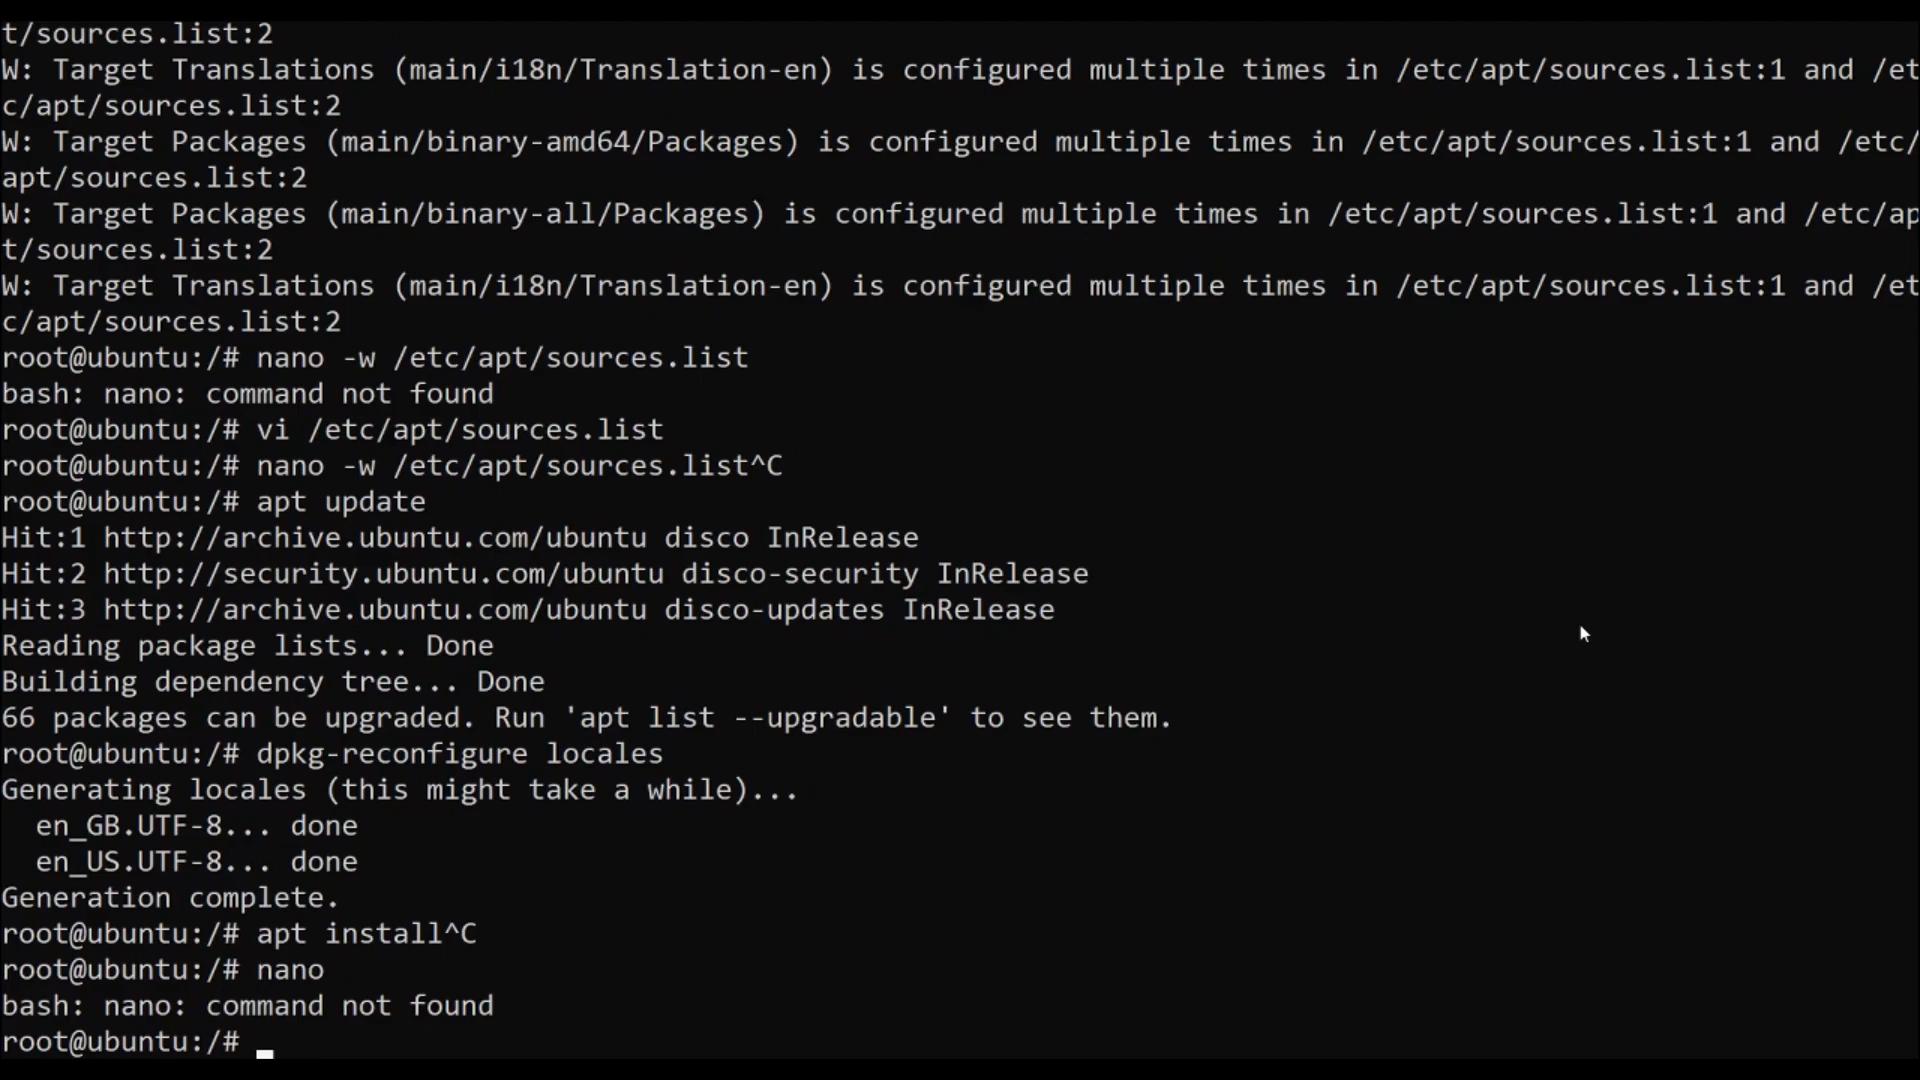 t/sources.list:2
W: Target Translations (main/i18n/Translation-en) is configured multiple times in /etc/apt/sources.list:1 and /et
c/apt/sources.list:2
W: Target Packages (main/binary-amd64/Packages) is configured multiple times in /etc/apt/sources.list:1 and /etc/
apt/sources.list:2
W: Target Packages (main/binary-all/Packages) is configured multiple times in /etc/apt/sources.list:1 and /etc/ap
t/sources.list:2
W: Target Translations (main/i18n/Translation-en) is configured multiple times in /etc/apt/sources.list:1 and /et
c/apt/sources.list:2
root@ubuntu:/# nano -w /etc/apt/sources.list
bash: nano: command not found
root@ubuntu:/# vi /etc/apt/sources.list
root@ubuntu:/# nano -w /etc/apt/sources.list^C
root@ubuntu:/# apt update
Hit:1 http://archive.ubuntu.com/ubuntu disco InRelease
Hit:2 http://security.ubuntu.com/ubuntu disco-security InRelease
Hit:3 http://archive.ubuntu.com/ubuntu disco-updates InRelease
Reading package lists... Done
Building dependency tree... Done
66 packages can be upgraded. Run 'apt list --upgradable' to see them.
root@ubuntu:/# dpkg-reconfigure locales
Generating locales (this might take a while)...
  en_GB.UTF-8... done
  en_US.UTF-8... done
Generation complete.
root@ubuntu:/# apt install^C
root@ubuntu:/# nano
bash: nano: command not found
root@ubuntu:/#